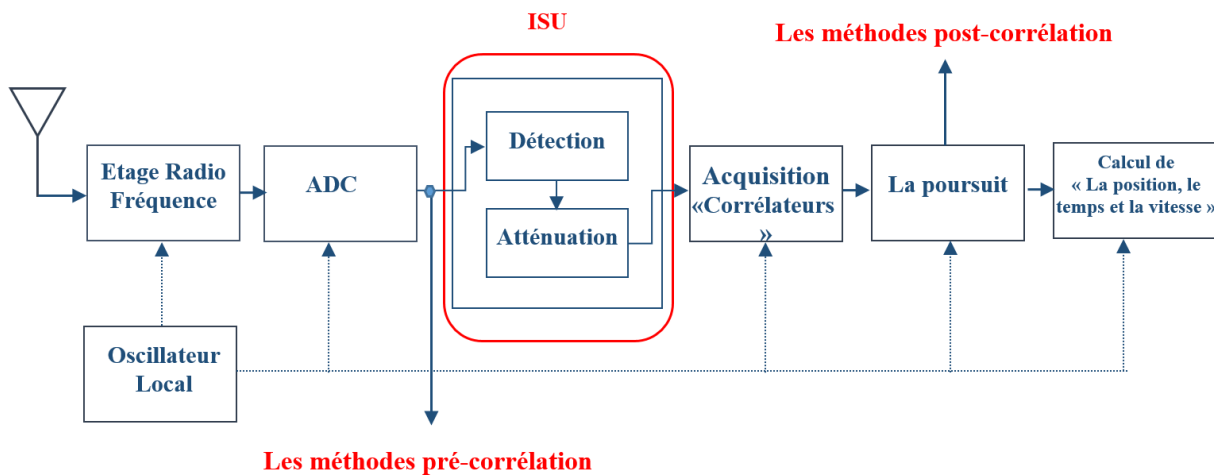 ISU
Les méthodes post-corrélation
Etage Radio
Fréquence
ADC
Détection
Atténuation
Acquisition
«Corrélateurs
»
La poursuit
Calcul de
« La position, le
temps et la vitesse »
Oscillateur
Local
Les méthodes pré-corrélation